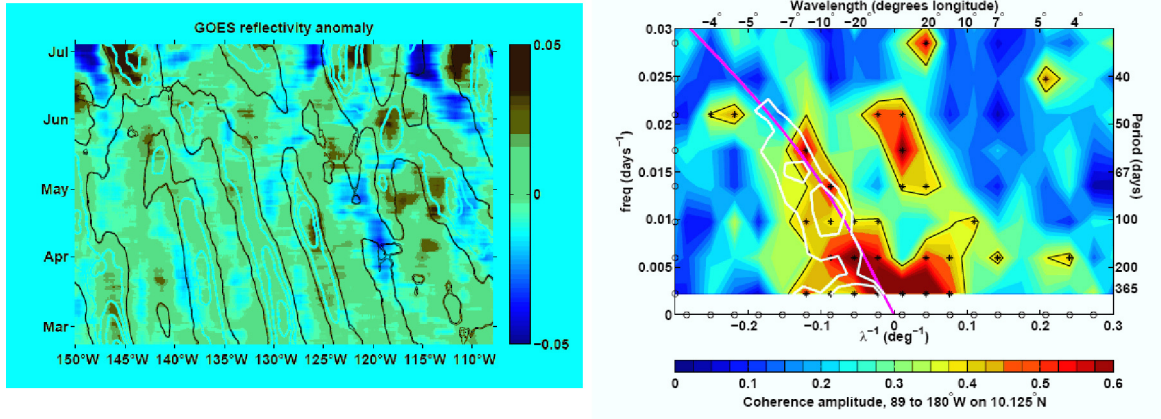 GOES reflectivity anomaly
Jul
Jun
May
Apr
Mar
150°W 145°W 140°W 135°W 130°W 125°W 120°W 115°W 110°W
0.05
0
−0.05
Wavelength (degrees longitude)
−4° −5° −7° −10° −20° 20° 10° 7° 5° 4°
0.03
0.025
0.02
0.015
0.01
0.005
0
freq (days⁻¹)
−0.2 −0.1 0 0.1 0.2 0.3
λ⁻¹ (deg⁻¹)
40
50
67
100
200
365
Period (days)
0 0.1 0.2 0.3 0.4 0.5 0.6
Coherence amplitude, 89 to 180°W on 10.125°N